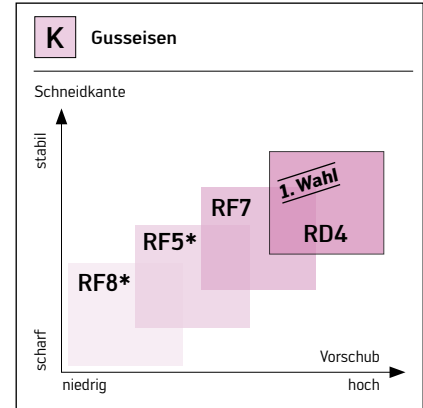 K Gusseisen
Schneidkante
stabil
1. Wahl
RF7
RD4
RF5*
RF8*
scharf
Vorschub
niedrig
hoch